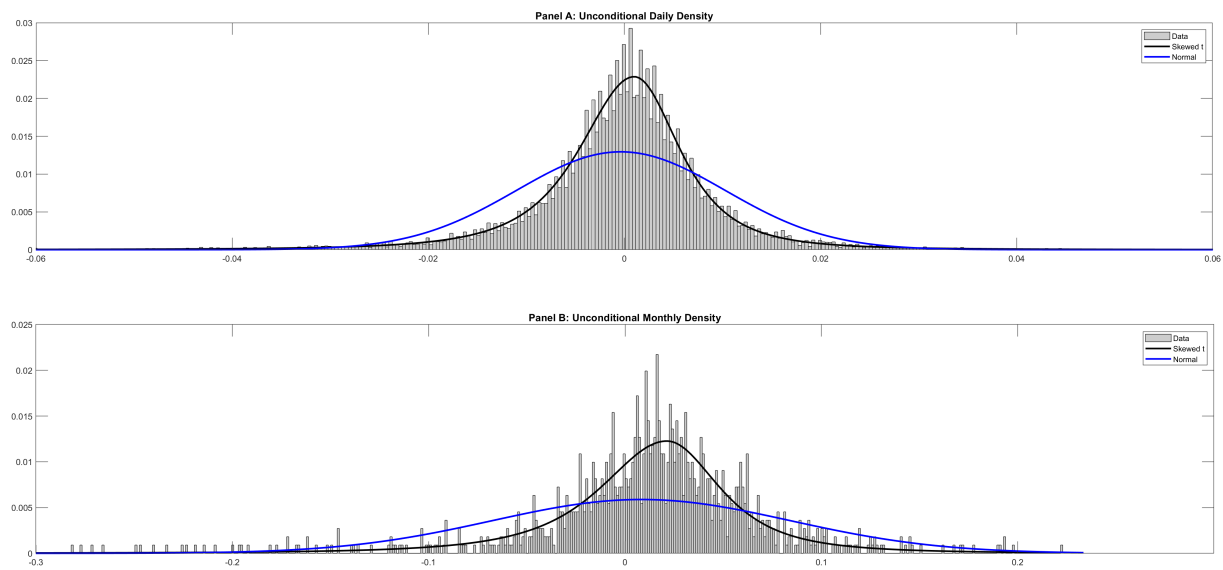 Panel A: Unconditional Daily Density
0.03
0.025
0.02
0.015
0.01
0.005
0
-0.06 -0.04 -0.02 0 0.02 0.04 0.06
Data
Skewed t
Normal
Panel B: Unconditional Monthly Density
0.025
0.02
0.015
0.01
0.005
0
-0.3 -0.2 -0.1 0 0.1 0.2
Data
Skewed t
Normal